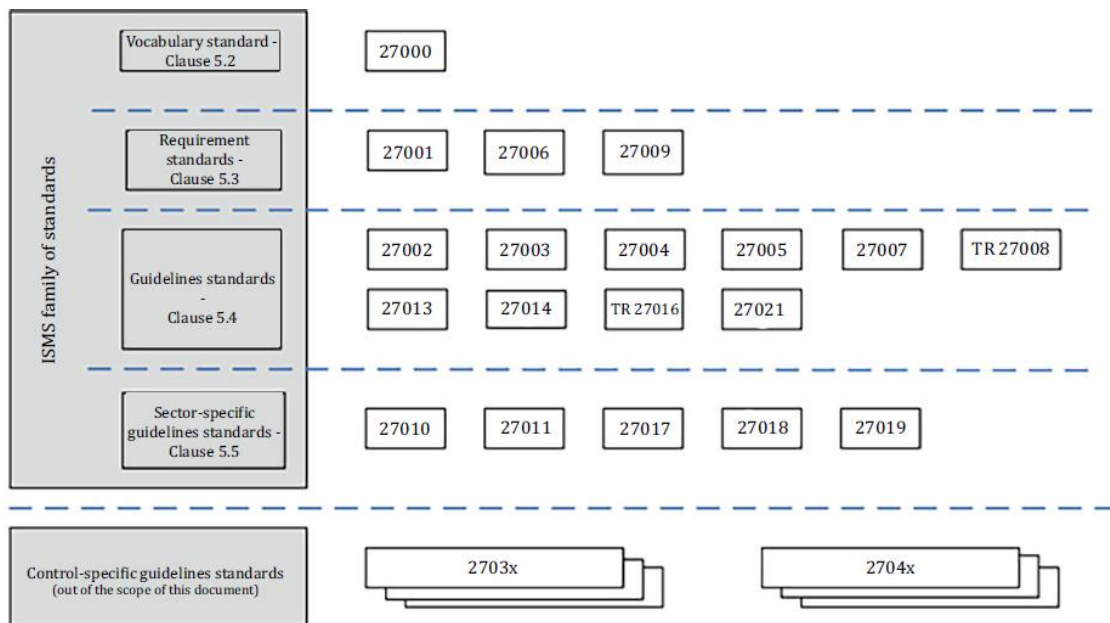 ISMS family of standards
Vocabulary standard -
Clause 5.2
27000
Requirement
standards -
Clause 5.3
27001 27006 27009
Guidelines standards
-
Clause 5.4
27002 27003 27004 27005 27007 TR 27008
27013 27014 TR 27016 27021
Sector-specific
guidelines standards -
Clause 5.5
27010 27011 27017 27018 27019
Control-specific guidelines standards
(out of the scope of this document)
2703x 2704x